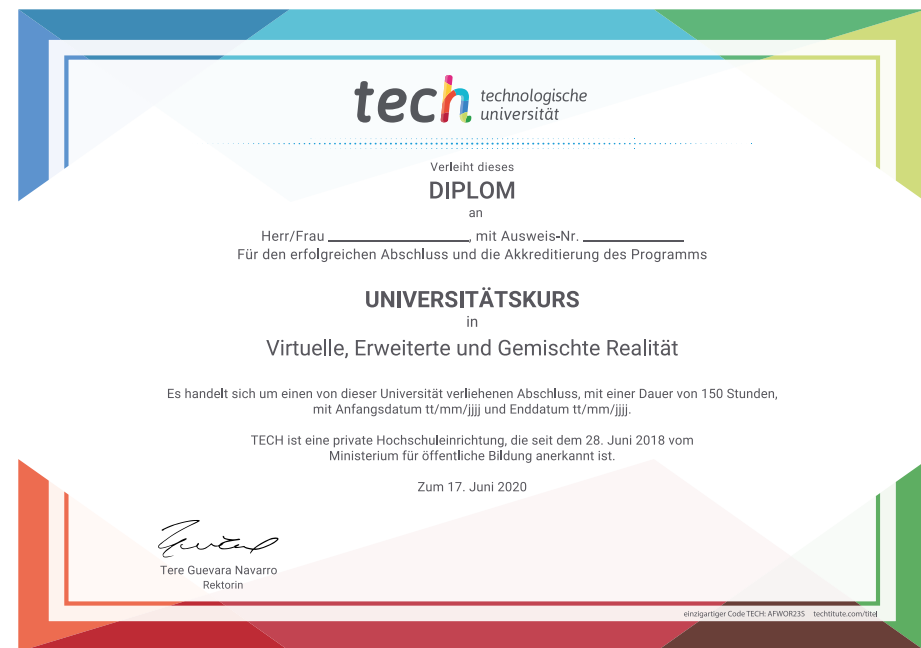 tech technologische
universität
Verleiht dieses
DIPLOM
an
Herr/Frau ____________________, mit Ausweis-Nr. ______________
Für den erfolgreichen Abschluss und die Akkreditierung des Programms
UNIVERSITÄTSKURS
in
Virtuelle, Erweiterte und Gemischte Realität
Es handelt sich um einen von dieser Universität verliehenen Abschluss, mit einer Dauer von 150 Stunden,
mit Anfangsdatum tt/mm/jjjj und Enddatum tt/mm/jjjj.
TECH ist eine private Hochschuleinrichtung, die seit dem 28. Juni 2018 vom
Ministerium für öffentliche Bildung anerkannt ist.
Zum 17. Juni 2020
Tere Guevara Navarro
Rektorin
einzigartiger Code TECH: AFWOR23S techtitute.com/titel